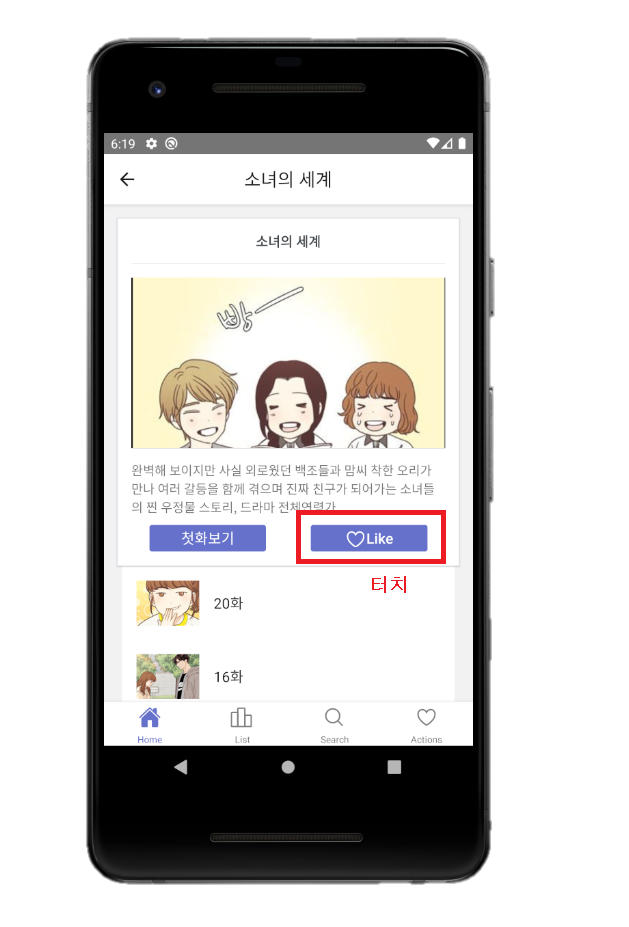 6:19
소녀의 세계
소녀의 세계
빵
완벽해 보이지만 사실 외로웠던 백조들과 맘씨 착한 오리가
만나 여러 갈등을 함께 겪으며 진짜 친구가 되어가는 소녀들
의 찐 우정물 스토리, 드라마 전체연령가
첫화보기
Like
터치
20화
16화
Home
List
Search
Actions